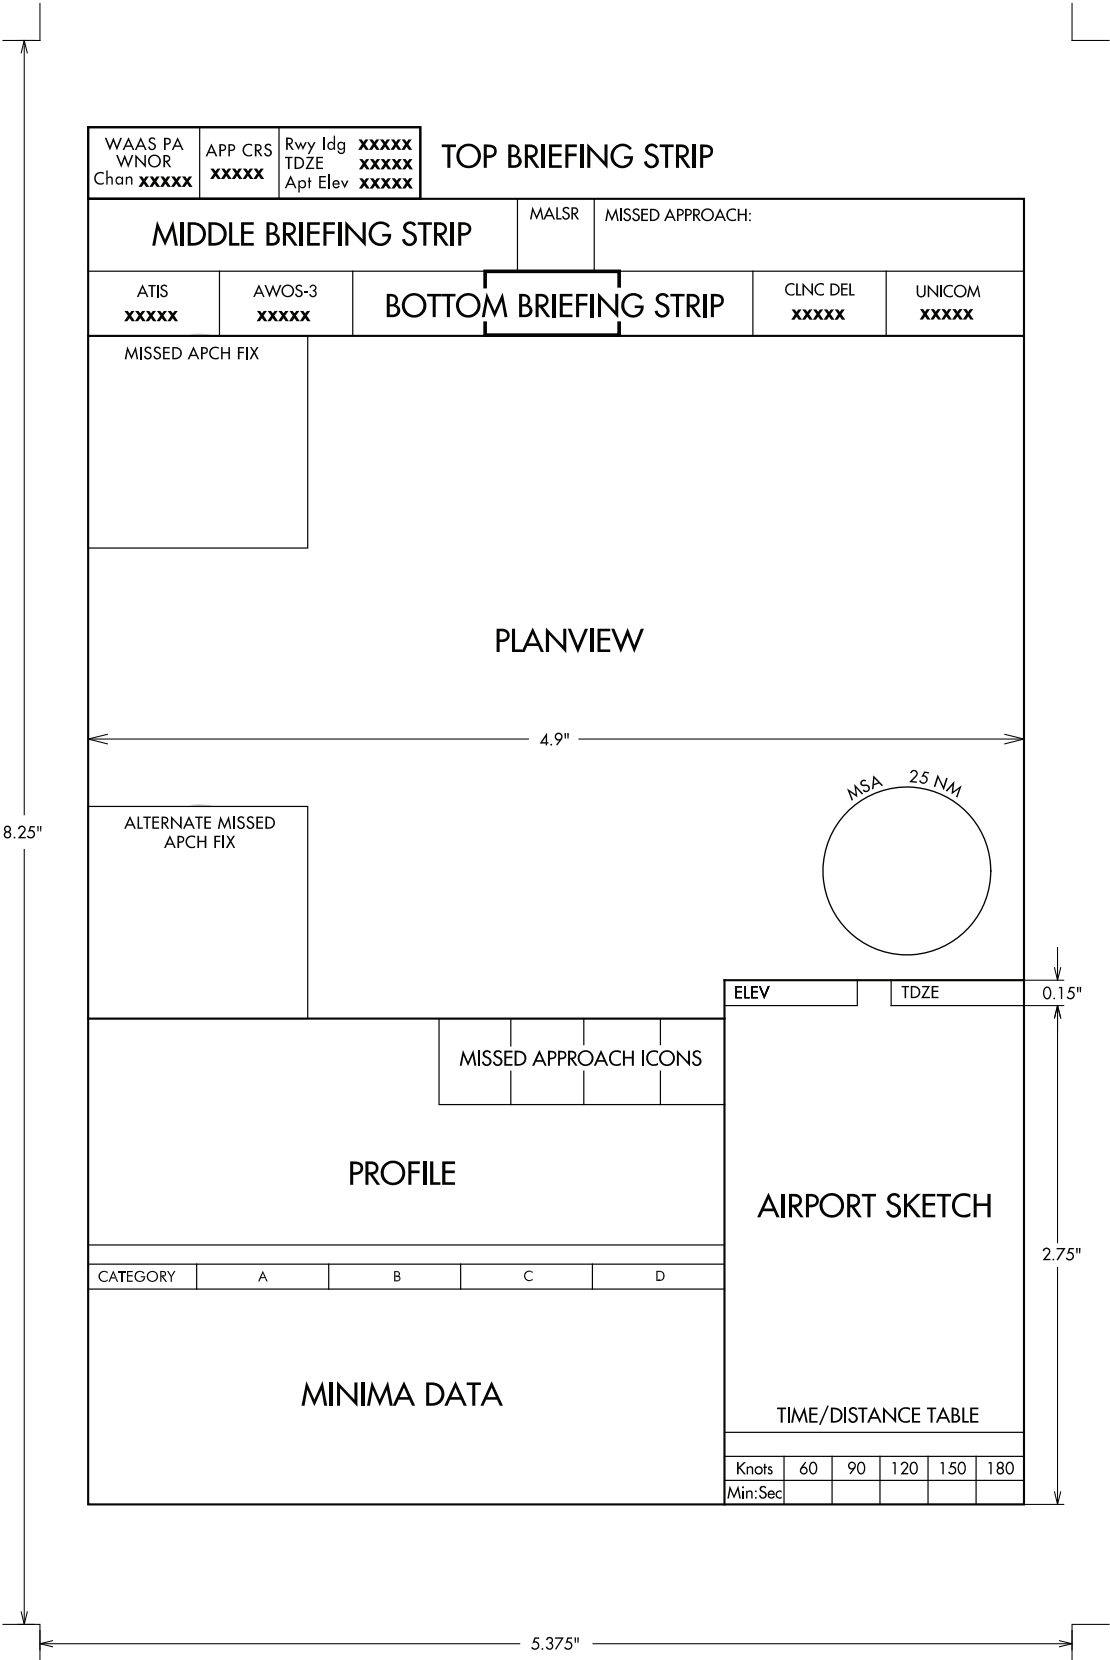 WAAS PA
WNOR
Chan XXXXX
APP CRS
XXXXX
Rwy ldg XXXXX
TDZE XXXXX
Apt Elev XXXXX
TOP BRIEFING STRIP
MIDDLE BRIEFING STRIP
MALSR
MISSED APPROACH:
ATIS
XXXXX
AWOS-3
XXXXX
BOTTOM BRIEFING STRIP
CLNC DEL
XXXXX
UNICOM
XXXXX
MISSED APCH FIX
PLANVIEW
4.9"
MSA 25 NM
8.25"
ALTERNATE MISSED
APCH FIX
ELEV
TDZE
0.15"
MISSED APPROACH ICONS
PROFILE
AIRPORT SKETCH
2.75"
CATEGORY A B C D
MINIMA DATA
TIME/DISTANCE TABLE
Knots 60 90 120 150 180
Min:Sec
5.375"